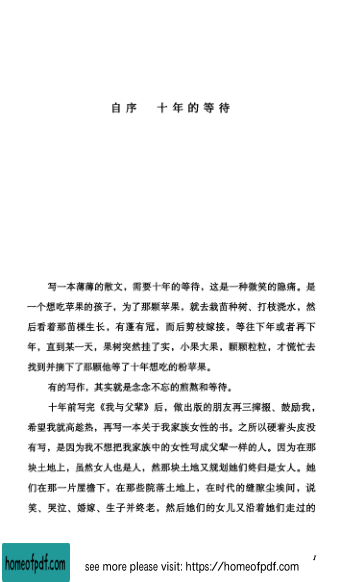 自序 十年的等待
写一本薄薄的散文，需要十年的等待，这是一种微笑的隐痛。是
一个想吃苹果的孩子，为了那颗苹果，就去栽苗种树、打枝浇水，然
后看着那苗棵生长，有蓬有冠，而后剪枝嫁接，等往下年或者再下
年，直到某一天，果树突然挂了实，小果大果，颗颗粒粒，才慌忙去
找到并摘下了那颗他等了十年想吃的粉苹果。
有的写作，其实就是念念不忘的煎熬和等待。
十年前写完《我与父辈》后，做出版的朋友再三撺掇、鼓励我，
希望我就高趁热，再写一本关于我家族女性的书。之所以硬着头皮没
有写，是因为我不想把我家族中的女性写成父辈一样的人。因为在那
块土地上，虽然女人也是人，然那块土地又规划她们终归是女人。她
们在那一片屋檐下，在那些院落土地上，在时代的缝隙尘埃间，说
笑、哭泣、婚嫁、生子并终老，然后她们的女儿又沿着她们走过的
1
homeofpdf.com
see more please visit: https://homeofpdf.com